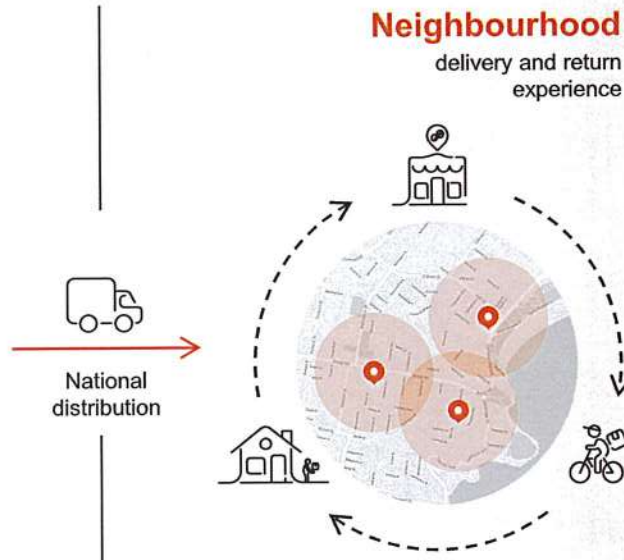 Neighbourhood
delivery and return
experience
National
distribution